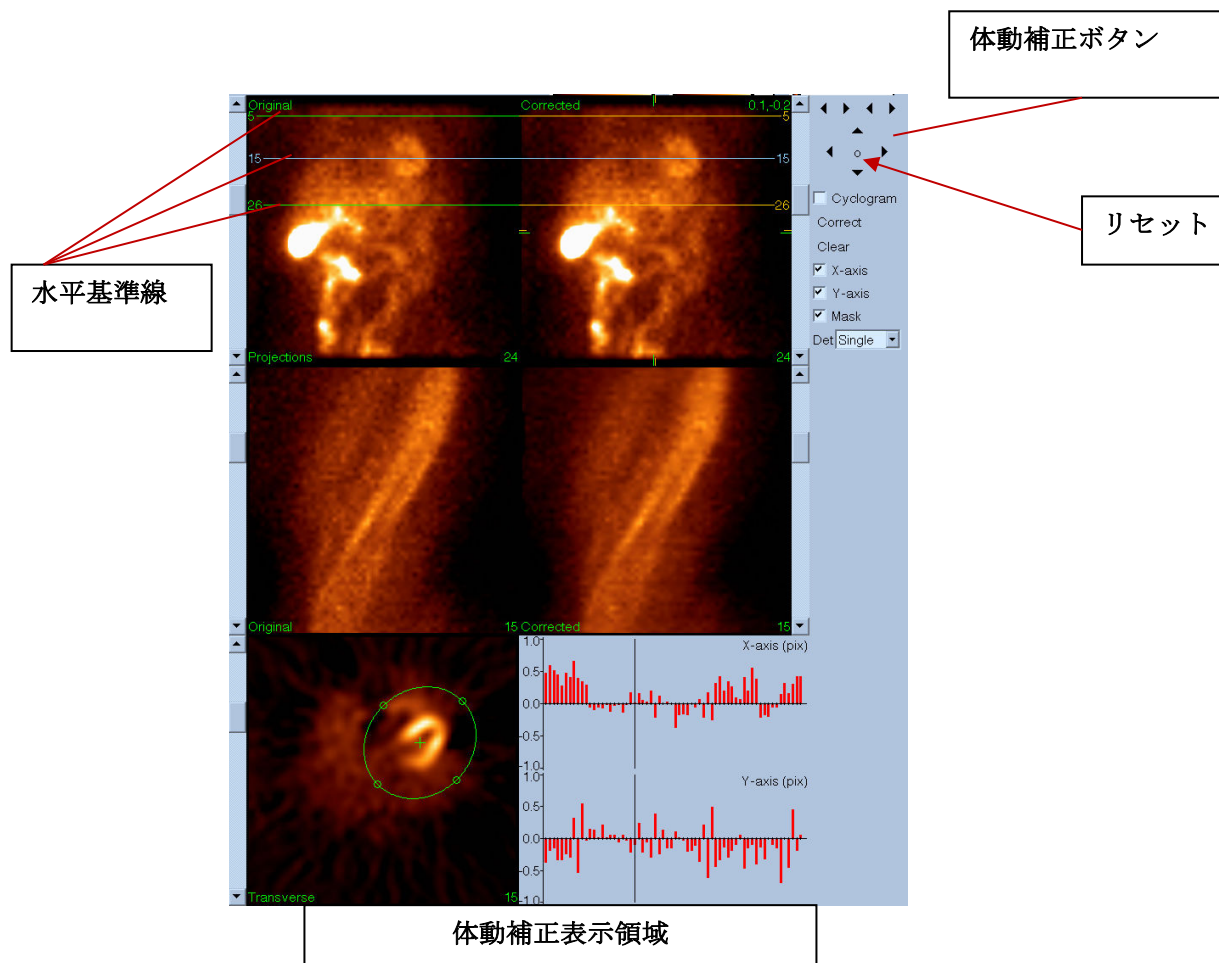 体動補正ボタン
Original
Corrected
0.1,-0.2
5
5
15
15
26
26
Cyclogram
Correct
Clear
X-axis
Y-axis
Mask
Det Single
リセット
水平基準線
Projections
24
24
Original
15
Corrected
15
X-axis (pix)
1.0
0.5
0.0
-0.5
-1.0
Y-axis (pix)
1.0
0.5
0.0
-0.5
-1.0
Transverse
15
体動補正表示領域